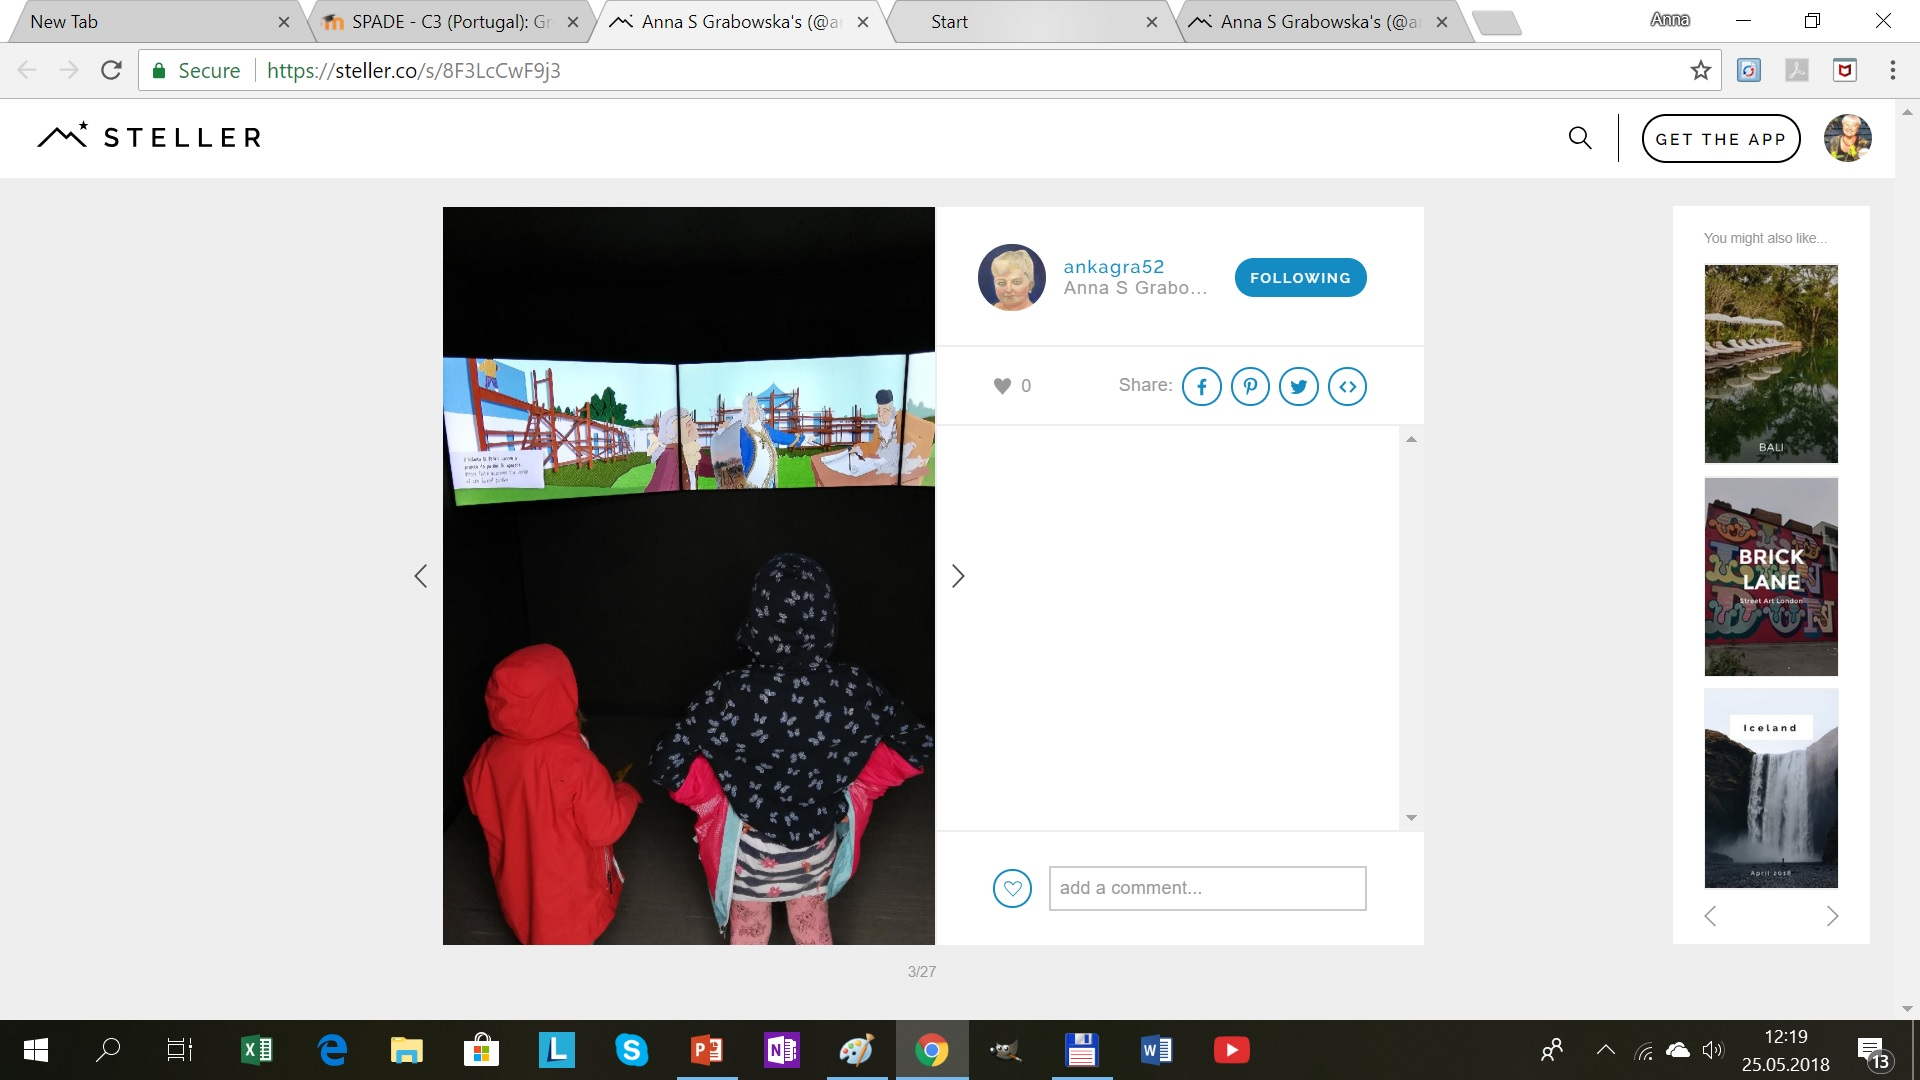 New Tab
SPADE - C3 (Portugal): Gr
Anna S Grabowska's (@a
Start
Anna S Grabowska's (@a
Anna
Secure
https://steller.co/s/8F3LcCwF9j3
STELLER
GET THE APP
ankagra52
Anna S Grabo...
FOLLOWING
0
Share:
add a comment...
3/27
You might also like...
BALI
BRICK
LANE
Street Art London
Iceland
April 2018
12:19
25.05.2018
13